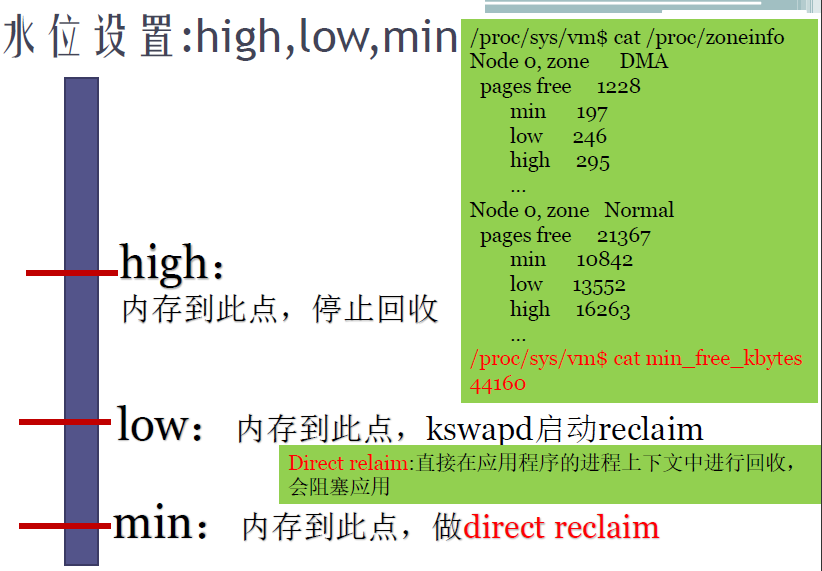 水位设置:high,low,min
/proc/sys/vm$ cat /proc/zoneinfo
Node 0, zone DMA
pages free 1228
min 197
low 246
high 295
...
Node 0, zone Normal
pages free 21367
min 10842
low 13552
high 16263
...
/proc/sys/vm$ cat min_free_kbytes
44160
high：
内存到此点，停止回收
low： 内存到此点，kswapd启动reclaim
Direct relaim:直接在应用程序的进程上下文中进行回收，
会阻塞应用
min： 内存到此点，做direct reclaim